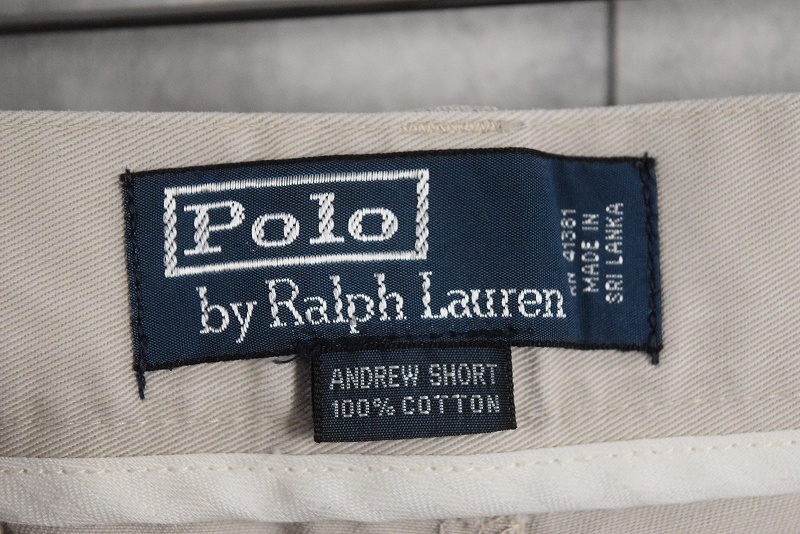 Polo
by Ralph Lauren
RN 41381
MADE IN
SRI LANKA
ANDREW SHORT
100% COTTON